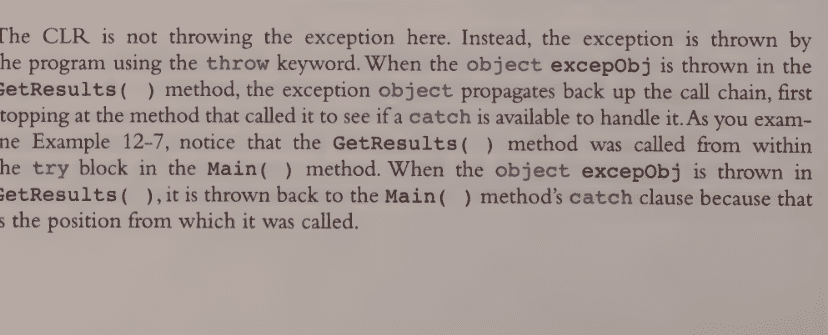 The CLR is not throwing the exception here. Instead, the exception is thrown by
he program using the throw keyword. When the object excepObj is thrown in the
GetResults( ) method, the exception object propagates back up the call chain, first
topping at the method that called it to see if a catch is available to handle it. As you exam-
ne Example 12-7, notice that the GetResults( ) method was called from within
he try block in the Main( ) method. When the object excepObj is thrown in
GetResults( ), it is thrown back to the Main( ) method's catch clause because that
s the position from which it was called.